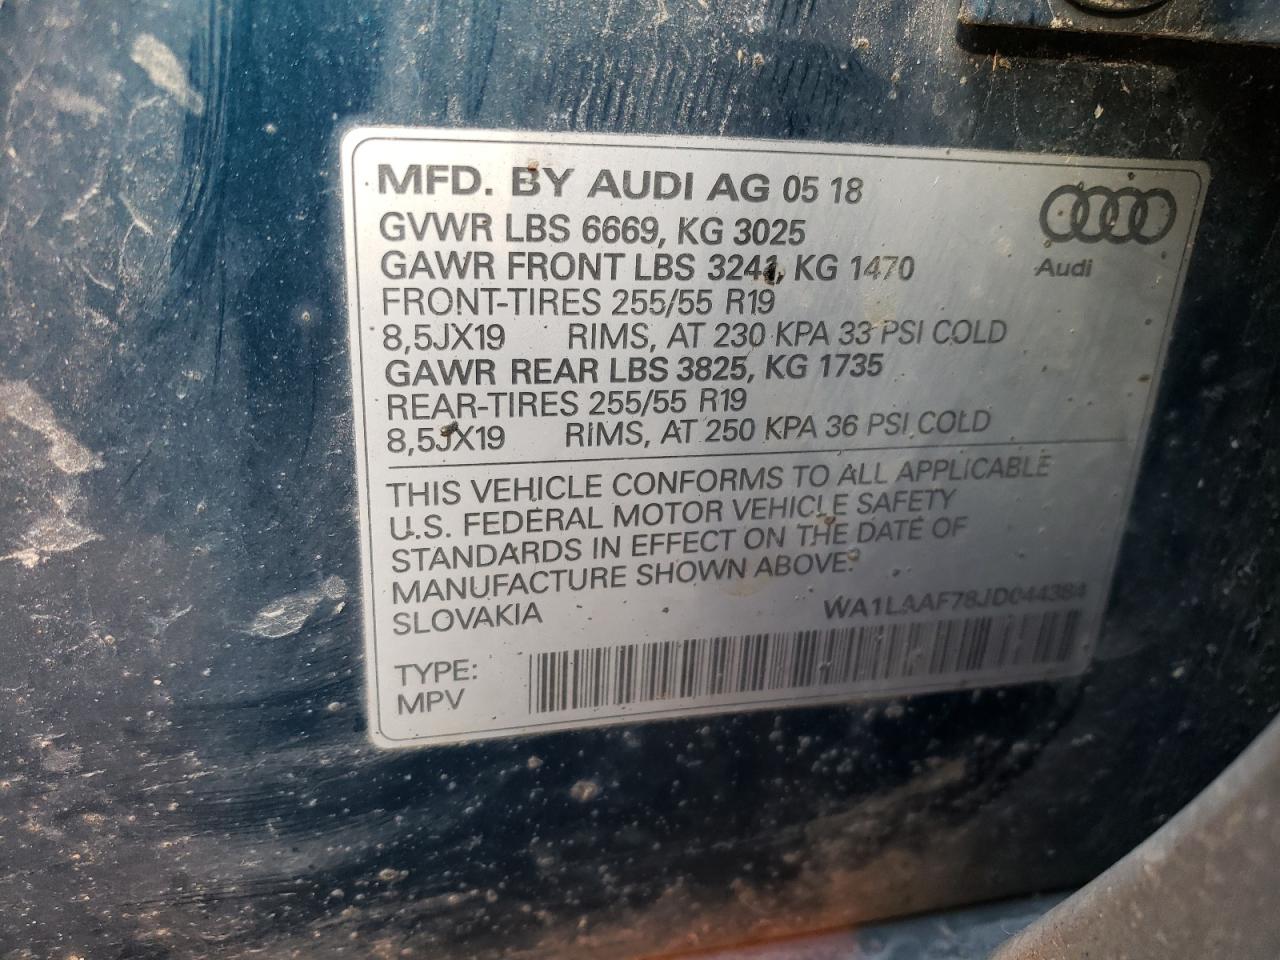 MFD. BY AUDI AG 05 18
GVWR LBS 6669, KG 3025
GAWR FRONT LBS 3241, KG 1470
Audi
FRONT-TIRES 255/55 R19
8,5JX19 RIMS, AT 230 KPA 33 PSI COLD
GAWR REAR LBS 3825, KG 1735
REAR-TIRES 255/55 R19
8,5JX19 RIMS, AT 250 KPA 36 PSI COLD
THIS VEHICLE CONFORMS TO ALL APPLICABLE
U.S. FEDERAL MOTOR VEHICLE SAFETY
STANDARDS IN EFFECT ON THE DATE OF
MANUFACTURE SHOWN ABOVE.
SLOVAKIA WA1LAAF78JD044384
TYPE:
MPV